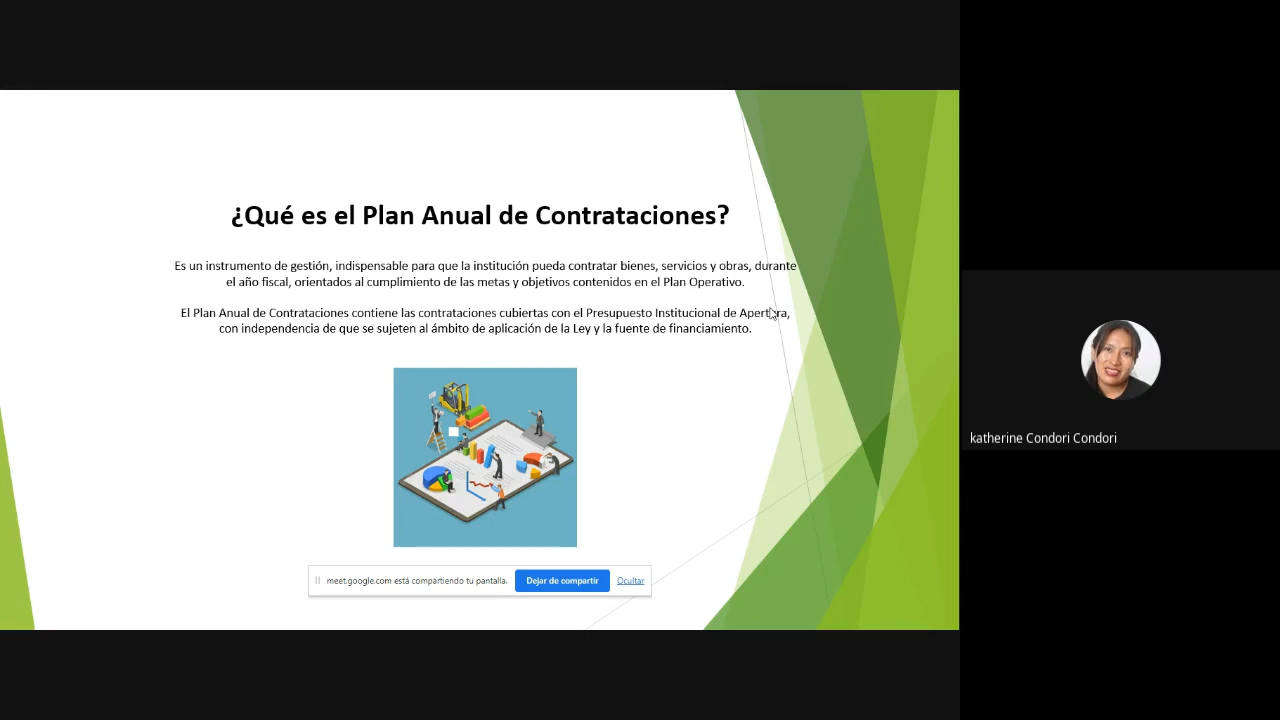 ¿Qué es el Plan Anual de Contrataciones?
Es un instrumento de gestión, indispensable para que la institución pueda contratar bienes, servicios y obras, durante
el año fiscal, orientados al cumplimiento de las metas y objetivos contenidos en el Plan Operativo.
El Plan Anual de Contrataciones contiene las contrataciones cubiertas con el Presupuesto Institucional de Apertura,
con independencia de que se sujeten al ámbito de aplicación de la Ley y la fuente de financiamiento.
meet.google.com está compartiendo tu pantalla. Dejar de compartir Ocultar
katherine Condori Condori